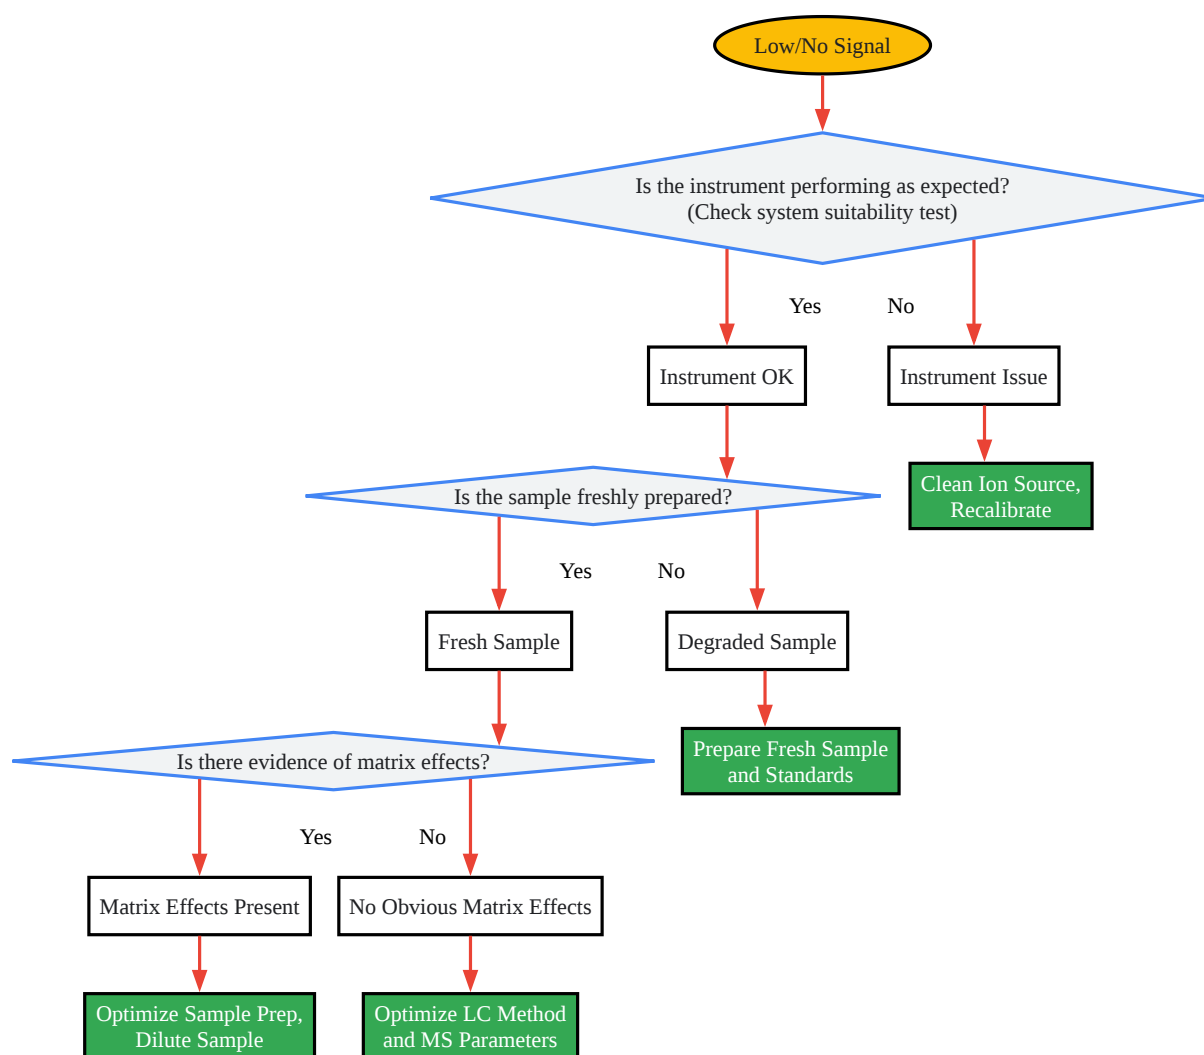 Low/No Signal
Is the instrument performing as expected?
(Check system suitability test)
Yes
No
Instrument OK
Instrument Issue
Clean Ion Source,
Recalibrate
Is the sample freshly prepared?
Yes
No
Fresh Sample
Degraded Sample
Prepare Fresh Sample
and Standards
Is there evidence of matrix effects?
Yes
No
Matrix Effects Present
No Obvious Matrix Effects
Optimize Sample Prep,
Dilute Sample
Optimize LC Method
and MS Parameters